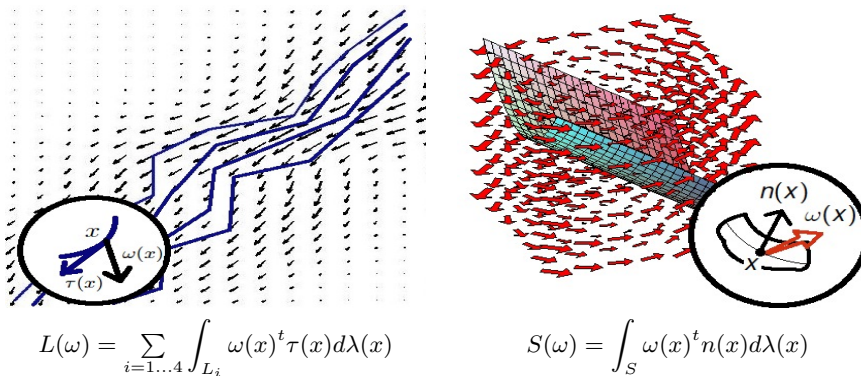 x
τ(x)
ω(x)
n(x)
ω(x)
x
L(ω) = ∑_{i=1...4} ∫_{L_i} ω(x)^t τ(x)dλ(x)
S(ω) = ∫_S ω(x)^t n(x)dλ(x)